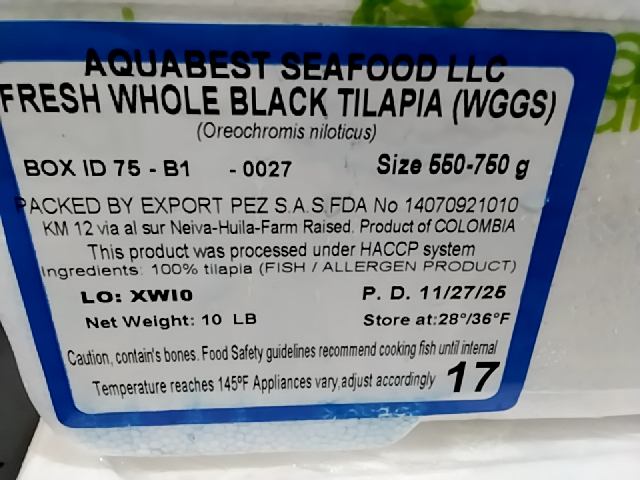 AQUABEST SEAFOOD LLC
FRESH WHOLE BLACK TILAPIA (WGGS)
(Oreochromis niloticus)
BOX ID 75 - B1 - 0027 Size 550-750 g
PACKED BY EXPORT PEZ S.A.S,FDA No 14070921010
KM 12 via al sur Neiva-Huila-Farm Raised. Product of COLOMBIA
This product was processed under HACCP system
Ingredients: 100% tilapia (FISH / ALLERGEN PRODUCT)
LO: XWI0 P. D. 11/27/25
Net Weight: 10 LB Store at:28°/36°F
Caution, contain's bones. Food Safety guidelines recommend cooking fish until internal
Temperature reaches 145ºF Appliances vary,adjust accordingly 17